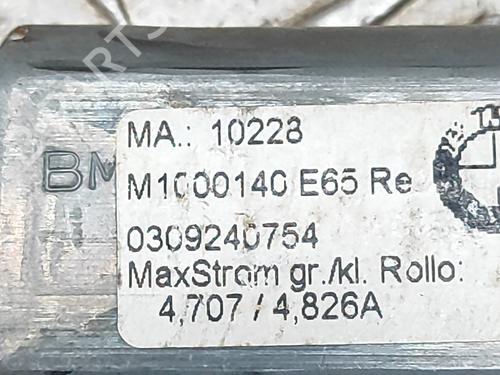 MA.: 10228
BM
M1000140 E65 Re
0309240754
MaxStrom gr./kl. Rollo:
4,707 / 4,826A